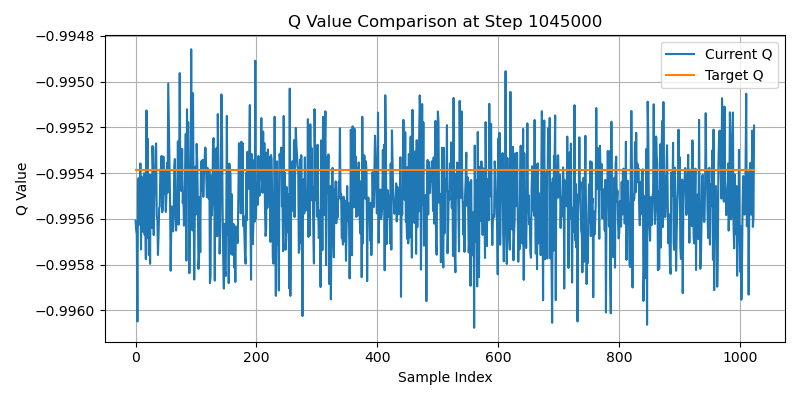 Q Value Comparison at Step 1045000
Current Q
Target Q
Q Value
−0.9948
−0.9950
−0.9952
−0.9954
−0.9956
−0.9958
−0.9960
0 200 400 600 800 1000
Sample Index